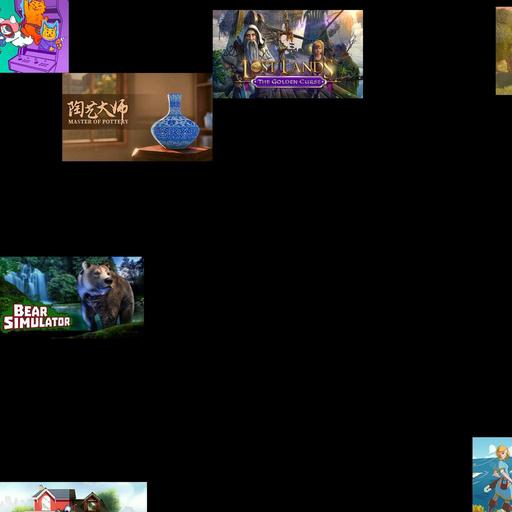 LOST LANDS
THE GOLDEN CURSE
陶艺大师
MASTER OF POTTERY
BEAR
SIMULATOR